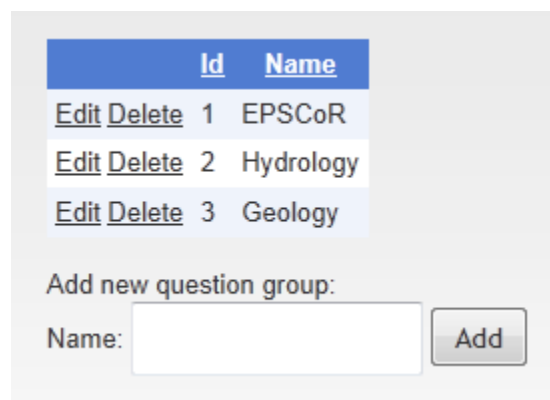 Id Name
Edit Delete 1 EPSCoR
Edit Delete 2 Hydrology
Edit Delete 3 Geology
Add new question group:
Name: Add